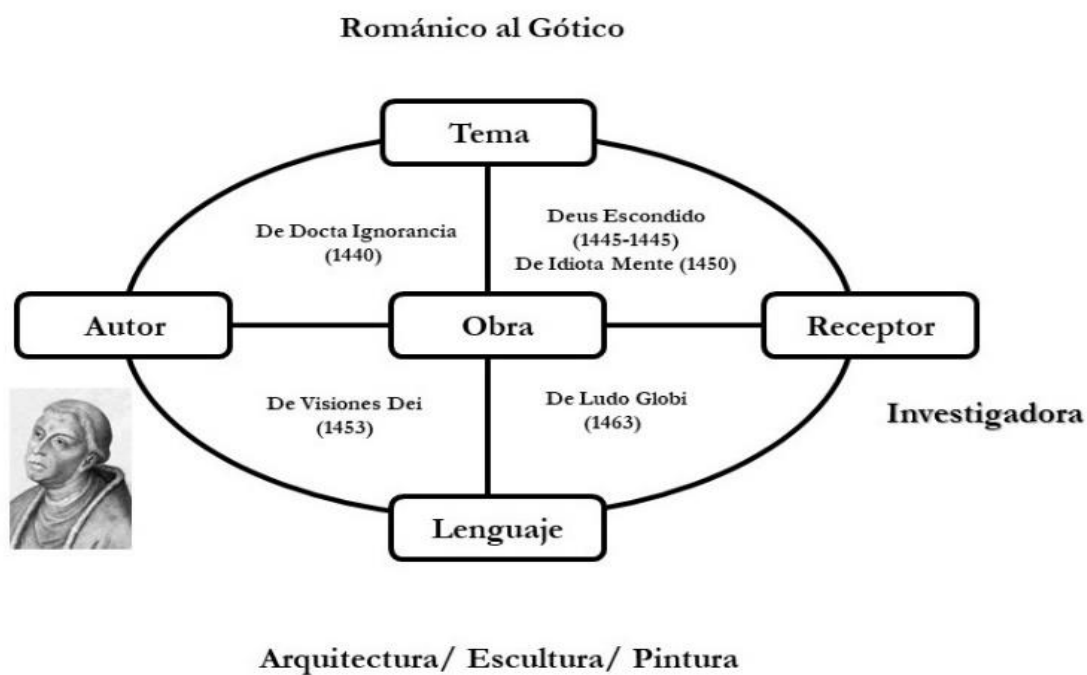 Románico al Gótico
Tema
De Docta Ignorancia
(1440)
Deus Escondido
(1445-1445)
De Idiota Mente (1450)
Autor
Obra
Receptor
De Visiones Dei
(1453)
De Ludo Globi
(1463)
Investigadora
Lenguaje
Arquitectura/ Escultura/ Pintura